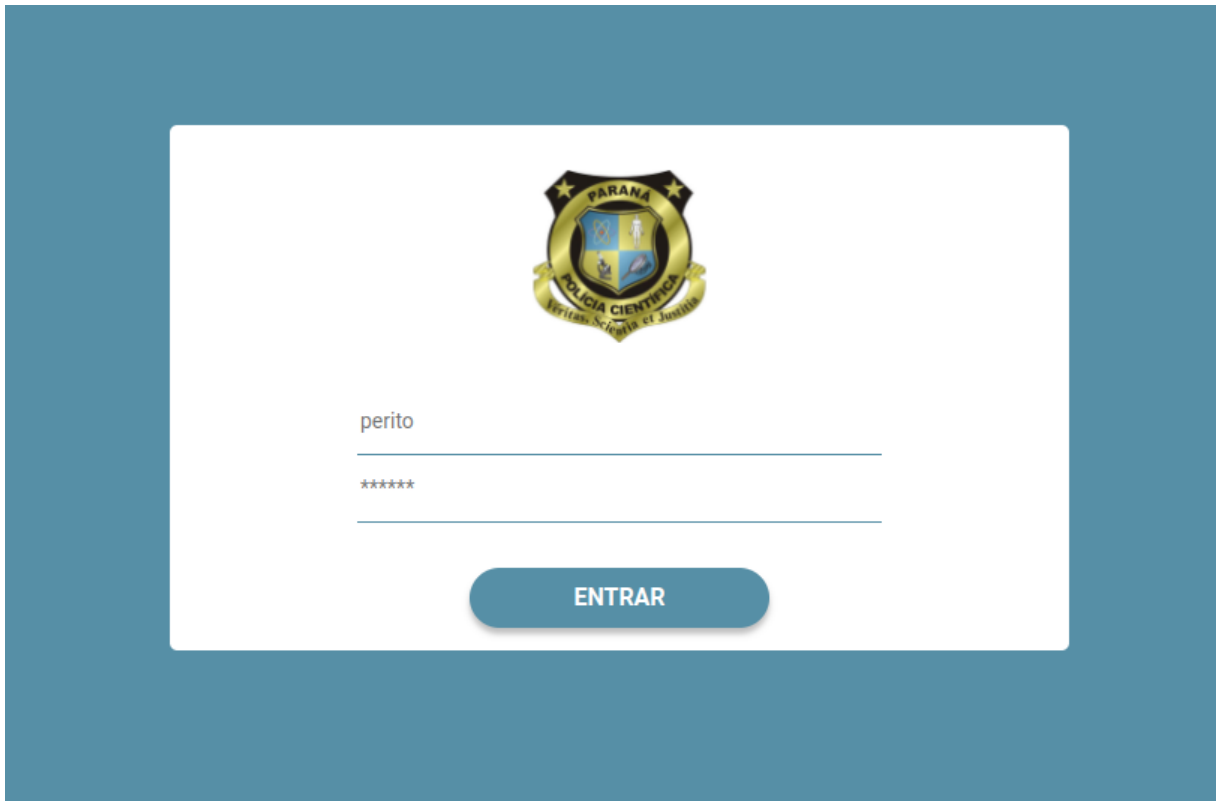 PARANÁ
POLÍCIA CIENTÍFICA
Veritas, Scientia et Justitia
perito
******
ENTRAR